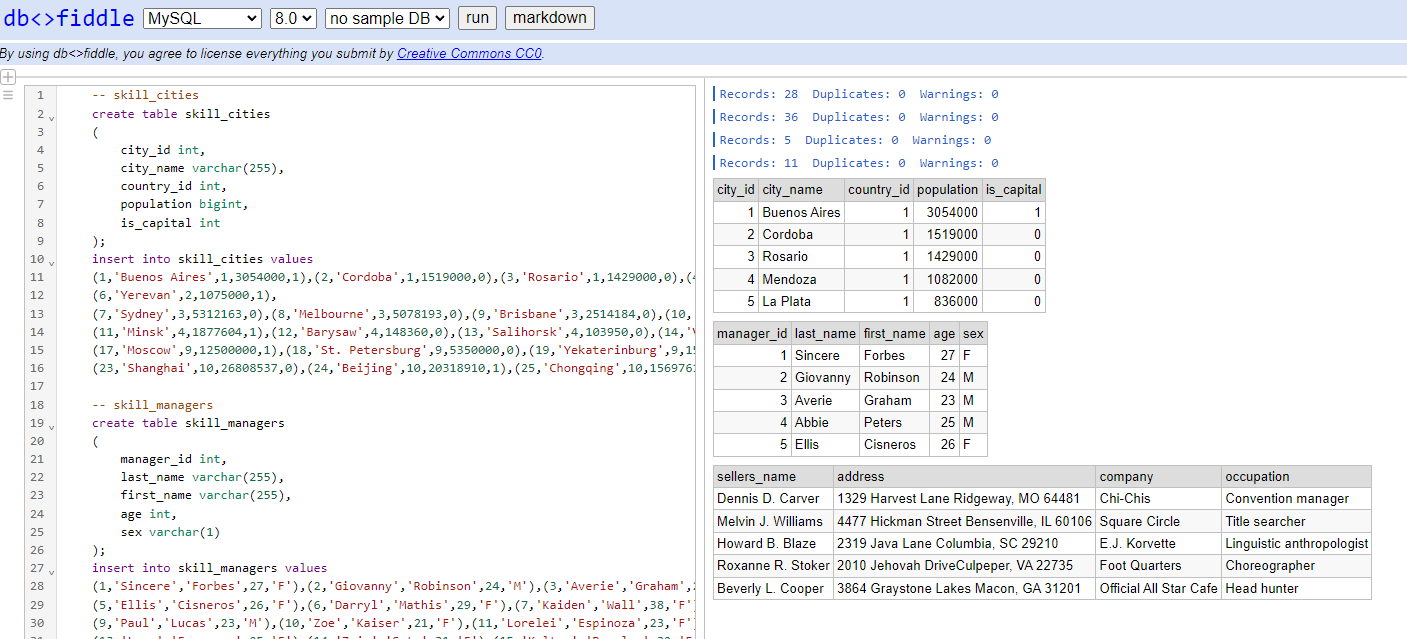 db<>fiddle MySQL 8.0 no sample DB run markdown
By using db<>fiddle, you agree to license everything you submit by Creative Commons CC0.
1 -- skill_cities
2 create table skill_cities
3 (
4 city_id int,
5 city_name varchar(255),
6 country_id int,
7 population bigint,
8 is_capital int
9 );
10 insert into skill_cities values
11 (1,'Buenos Aires',1,3054000,1),(2,'Cordoba',1,1519000,0),(3,'Rosario',1,1429000,0),(4
12 (6,'Yerevan',2,1075000,1),
13 (7,'Sydney',3,5312163,0),(8,'Melbourne',3,5078193,0),(9,'Brisbane',3,2514184,0),(10,
14 (11,'Minsk',4,1877604,1),(12,'Barysaw',4,148360,0),(13,'Salihorsk',4,103950,0),(14,'V
15 (17,'Moscow',9,12500000,1),(18,'St. Petersburg',9,5350000,0),(19,'Yekaterinburg',9,15
16 (23,'Shanghai',10,26808537,0),(24,'Beijing',10,20318910,1),(25,'Chongqing',10,156976
17
18 -- skill_managers
19 create table skill_managers
20 (
21 manager_id int,
22 last_name varchar(255),
23 first_name varchar(255),
24 age int,
25 sex varchar(1)
26 );
27 insert into skill_managers values
28 (1,'Sincere','Forbes',27,'F'),(2,'Giovanny','Robinson',24,'M'),(3,'Averie','Graham',
29 (5,'Ellis','Cisneros',26,'F'),(6,'Darryl','Mathis',29,'F'),(7,'Kaiden','Wall',38,'F'
30 (9,'Paul','Lucas',23,'M'),(10,'Zoe','Kaiser',21,'F'),(11,'Lorelei','Espinoza',23,'F'
Records: 28 Duplicates: 0 Warnings: 0
Records: 36 Duplicates: 0 Warnings: 0
Records: 5 Duplicates: 0 Warnings: 0
Records: 11 Duplicates: 0 Warnings: 0
city_id city_name country_id population is_capital
1 Buenos Aires 1 3054000 1
2 Cordoba 1 1519000 0
3 Rosario 1 1429000 0
4 Mendoza 1 1082000 0
5 La Plata 1 836000 0
manager_id last_name first_name age sex
1 Sincere Forbes 27 F
2 Giovanny Robinson 24 M
3 Averie Graham 23 M
4 Abbie Peters 25 M
5 Ellis Cisneros 26 F
sellers_name address company occupation
Dennis D. Carver 1329 Harvest Lane Ridgeway, MO 64481 Chi-Chis Convention manager
Melvin J. Williams 4477 Hickman Street Bensenville, IL 60106 Square Circle Title searcher
Howard B. Blaze 2319 Java Lane Columbia, SC 29210 E.J. Korvette Linguistic anthropologist
Roxanne R. Stoker 2010 Jehovah DriveCulpeper, VA 22735 Foot Quarters Choreographer
Beverly L. Cooper 3864 Graystone Lakes Macon, GA 31201 Official All Star Cafe Head hunter